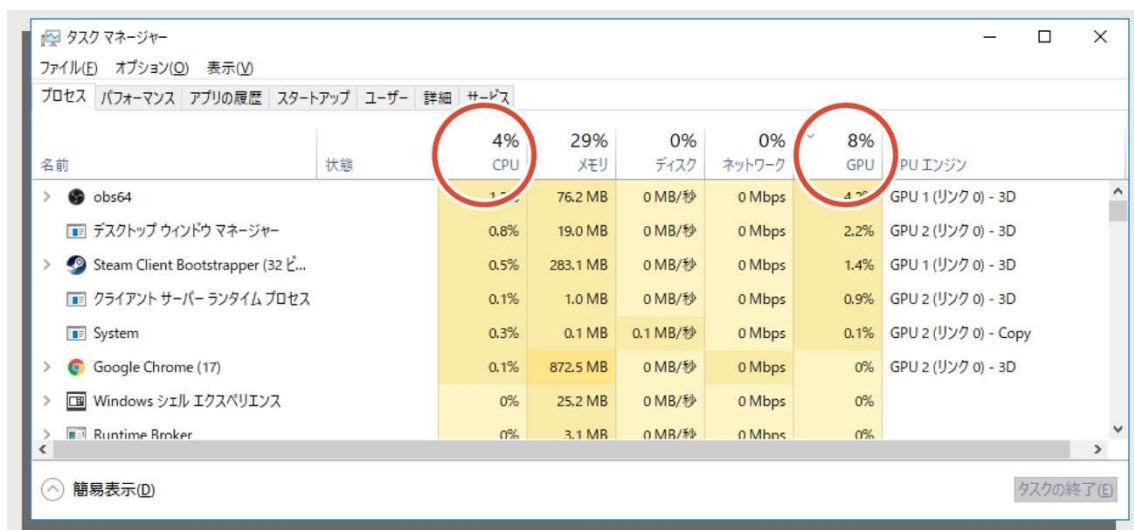 タスク マネージャー
ファイル(F) オプション(O) 表示(V)
プロセス パフォーマンス アプリの履歴 スタートアップ ユーザー 詳細 サービス
4% 29% 0% 0% 8%
名前 状態 CPU メモリ ディスク ネットワーク GPU PU エンジン
obs64 76.2 MB 0 MB/秒 0 Mbps GPU 1 (リンク 0) - 3D
デスクトップ ウィンドウ マネージャー 0.8% 19.0 MB 0 MB/秒 0 Mbps 2.2% GPU 2 (リンク 0) - 3D
Steam Client Bootstrapper (32 ビ... 0.5% 283.1 MB 0 MB/秒 0 Mbps 1.4% GPU 1 (リンク 0) - 3D
クライアント サーバー ランタイム プロセス 0.1% 1.0 MB 0 MB/秒 0 Mbps 0.9% GPU 2 (リンク 0) - 3D
System 0.3% 0.1 MB 0.1 MB/秒 0 Mbps 0.1% GPU 2 (リンク 0) - Copy
Google Chrome (17) 0.1% 872.5 MB 0 MB/秒 0 Mbps 0% GPU 2 (リンク 0) - 3D
Windows シェル エクスペリエンス 0% 25.2 MB 0 MB/秒 0 Mbps 0%
Runtime Broker 0% 3.1 MB 0 MB/秒 0 Mbps 0%
簡易表示(D) タスクの終了(E)